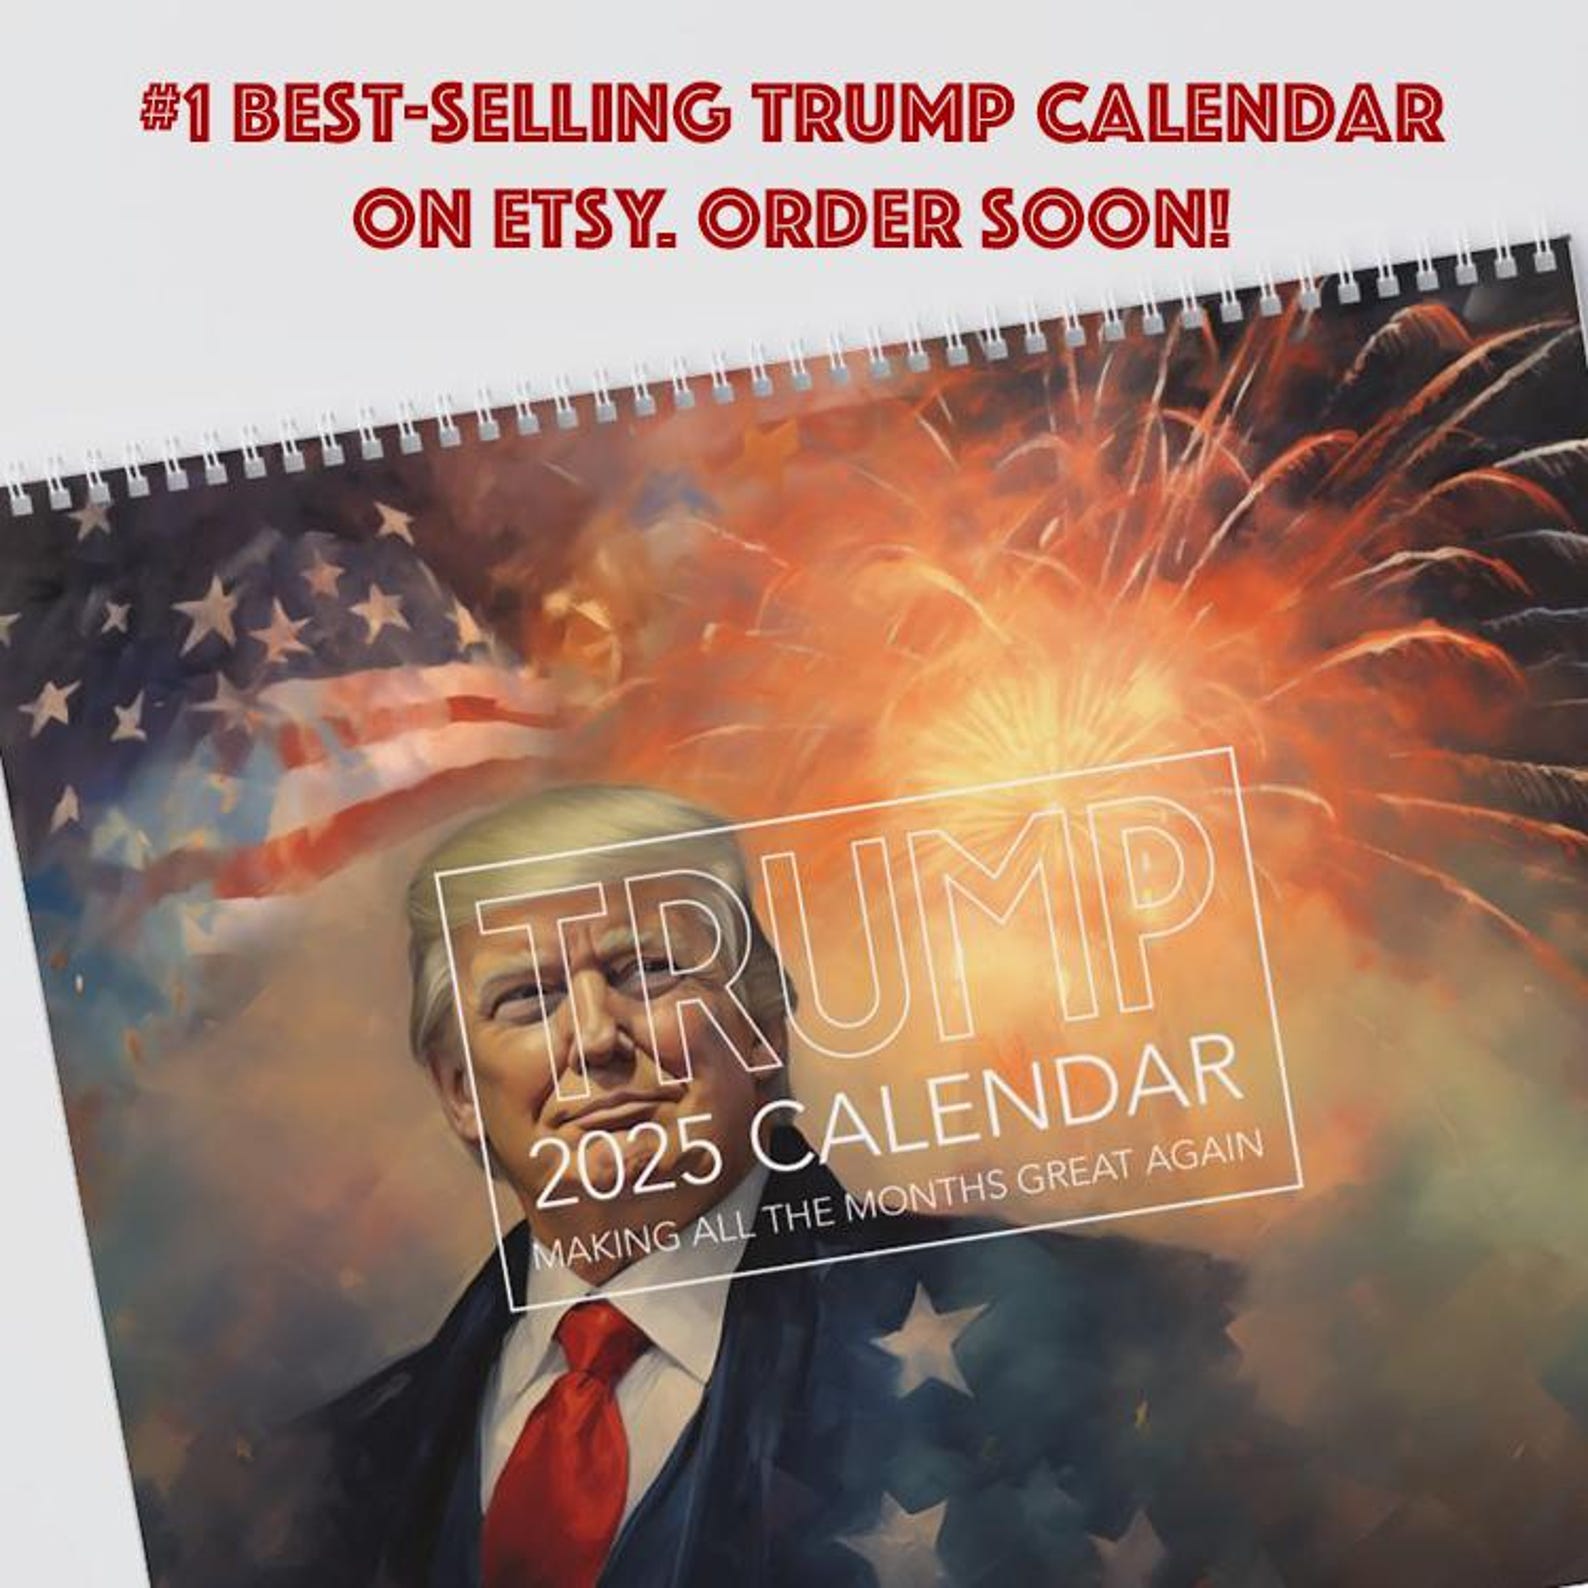 #1 BEST-SELLING TRUMP CALENDAR
ON ETSY. ORDER SOON!
TRUMP
2025 CALENDAR
MAKING ALL THE MONTHS GREAT AGAIN